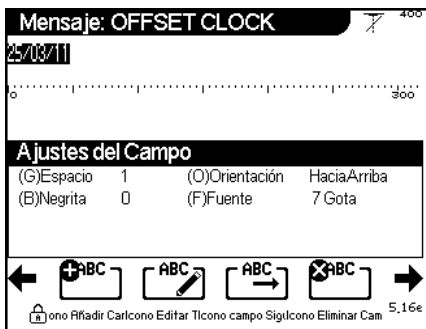 Mensaje: OFFSET CLOCK 400
25/03/11
0 300
Ajustes del Campo
(G)Espacio 1 (O)Orientación HaciaArriba
(B)Negrita 0 (F)Fuente 7 Gota
ABC ABC ABC ABC
A ono Añadir CarIcono Editar TIcono campo SiguIcono Eliminar Cam 5.16e